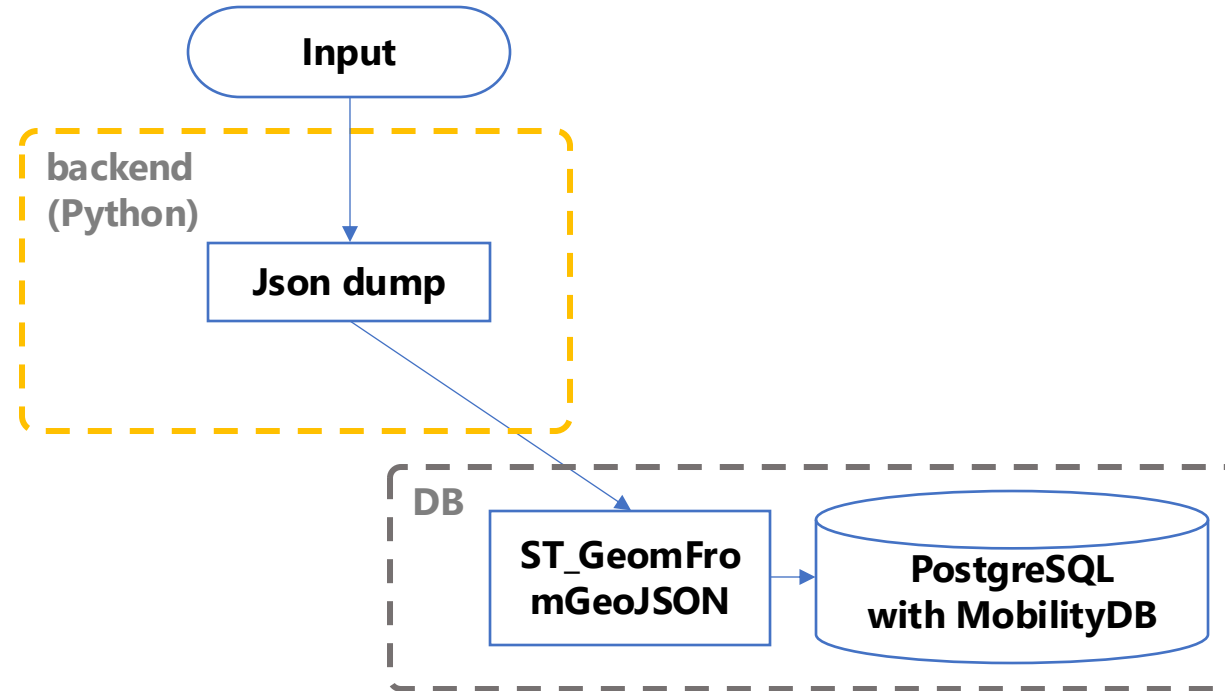 Input
backend
(Python)
Json dump
DB
ST_GeomFro
mGeoJSON
PostgreSQL
with MobilityDB